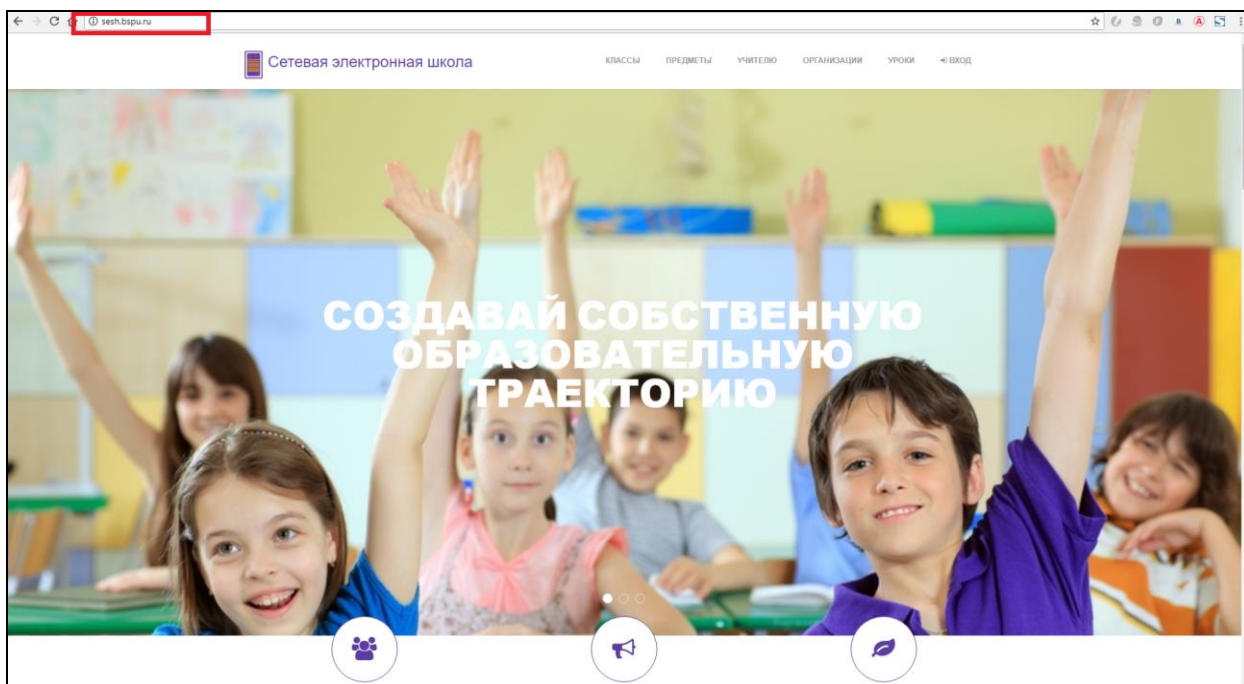 sesh.bspu.ru
Сетевая электронная школа
КЛАССЫ ПРЕДМЕТЫ УЧИТЕЛЮ ОРГАНИЗАЦИИ УРОКИ ВХОД
СОЗДАВАЙ СОБСТВЕННУЮ
ОБРАЗОВАТЕЛЬНУЮ
ТРАЕКТОРИЮ